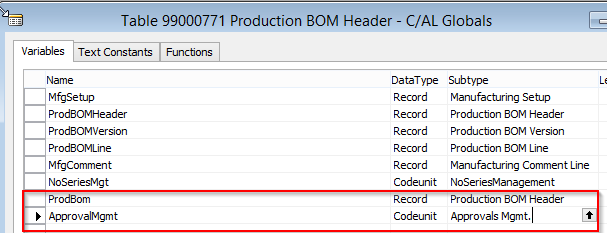 Table 99000771 Production BOM Header - C/AL Globals
Variables Text Constants Functions
Name DataType Subtype Le
MfgSetup Record Manufacturing Setup
ProdBOMHeader Record Production BOM Header
ProdBOMVersion Record Production BOM Version
ProdBOMLine Record Production BOM Line
MfgComment Record Manufacturing Comment Line
NoSeriesMgt Codeunit NoSeriesManagement
ProdBom Record Production BOM Header
ApprovalMgmt Codeunit Approvals Mgmt.